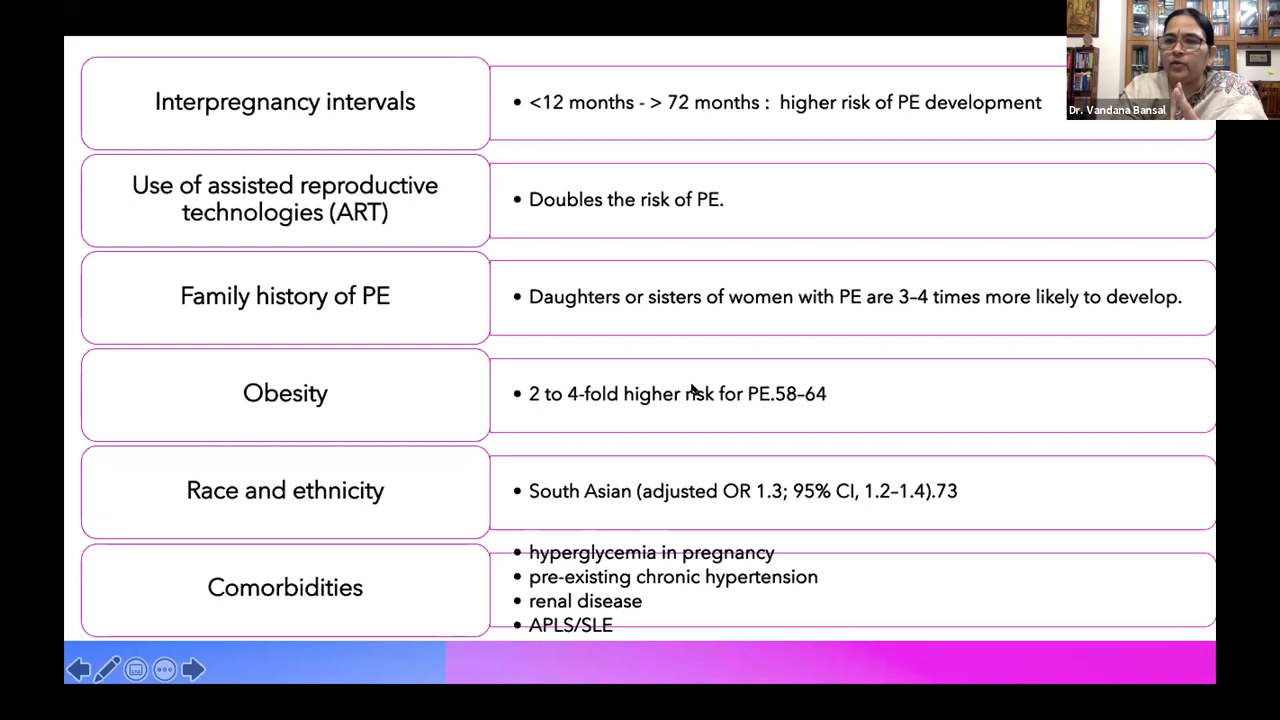 Interpregnancy intervals
• <12 months - > 72 months : higher risk of PE development
Dr. Vandana Bansal
Use of assisted reproductive
technologies (ART)
• Doubles the risk of PE.
Family history of PE
• Daughters or sisters of women with PE are 3–4 times more likely to develop.
Obesity
• 2 to 4-fold higher risk for PE.58–64
Race and ethnicity
• South Asian (adjusted OR 1.3; 95% CI, 1.2–1.4).73
Comorbidities
• hyperglycemia in pregnancy
• pre-existing chronic hypertension
• renal disease
• APLS/SLE